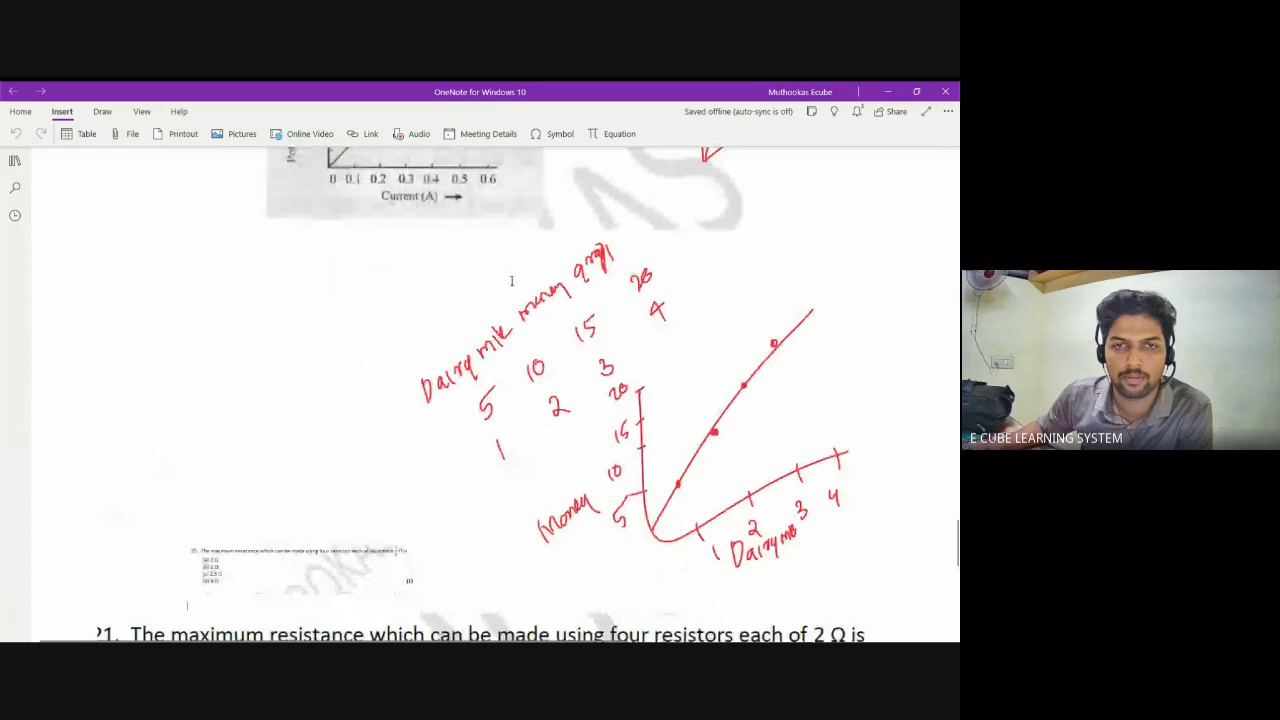 OneNote for Windows 10
Muthookas Ecube
Home Insert Draw View Help
Saved offline (auto-sync is off)
Share
Table File Printout Pictures Online Video Link Audio Meeting Details Symbol Equation
0 0.1 0.2 0.3 0.4 0.5 0.6
Current (A)
Dairy milk money graph
5 10 15 20
1 2 3 4
20
15
10
5
Money
1 2 3 4
E CUBE LEARNING SYSTEM
21. The maximum resistance which can be made using four resistors each of 2 Ω is